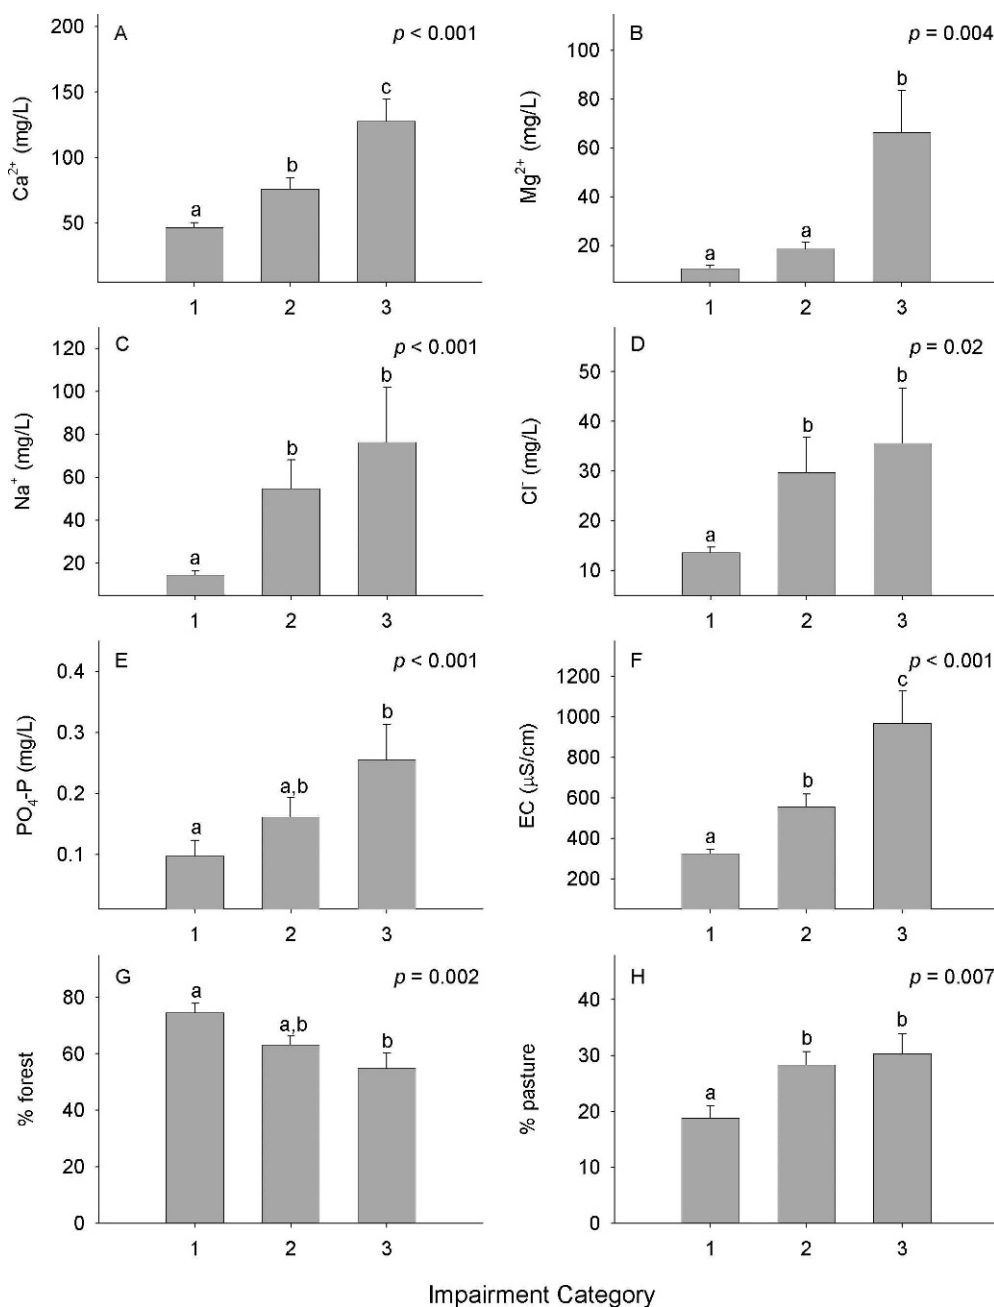 A
p < 0.001
200
150
100
50
Ca²⁺ (mg/L)
a
b
c
1
2
3
B
p = 0.004
100
80
60
40
20
Mg²⁺ (mg/L)
a
a
b
1
2
3
C
p < 0.001
120
100
80
60
40
20
Na⁺ (mg/L)
a
b
b
1
2
3
D
p = 0.02
50
40
30
20
10
Cl⁻ (mg/L)
a
b
b
1
2
3
E
p < 0.001
0.4
0.3
0.2
0.1
PO₄-P (mg/L)
a
a,b
b
1
2
3
F
p < 0.001
1200
1000
800
600
400
200
EC (µS/cm)
a
b
c
1
2
3
G
p = 0.002
80
60
40
20
0
% forest
a
a,b
b
1
2
3
H
p = 0.007
40
30
20
10
0
% pasture
a
b
b
1
2
3
Impairment Category